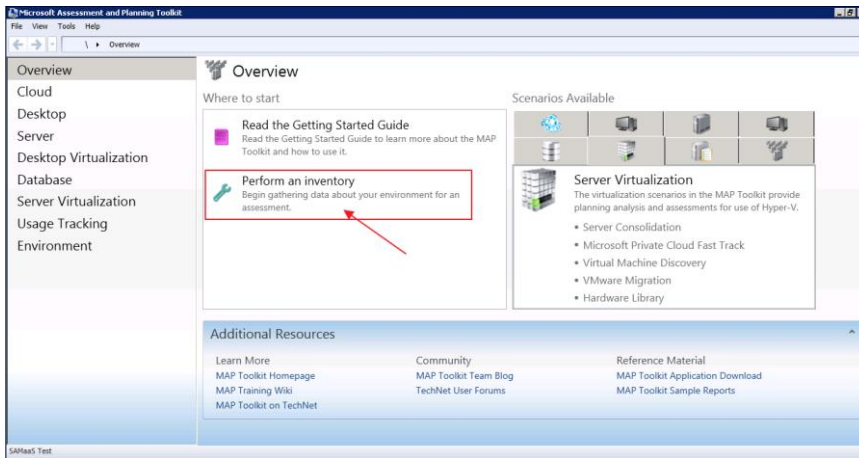 Microsoft Assessment and Planning Toolkit
File View Tools Help
\ Overview
Overview
Cloud
Desktop
Server
Desktop Virtualization
Database
Server Virtualization
Usage Tracking
Environment
Overview
Where to start
Read the Getting Started Guide
Read the Getting Started Guide to learn more about the MAP
Toolkit and how to use it.
Perform an inventory
Begin gathering data about your environment for an
assessment.
Scenarios Available
Server Virtualization
The virtualization scenarios in the MAP Toolkit provide
planning analysis and assessments for use of Hyper-V.
• Server Consolidation
• Microsoft Private Cloud Fast Track
• Virtual Machine Discovery
• VMware Migration
• Hardware Library
Additional Resources
Learn More
MAP Toolkit Homepage
MAP Training Wiki
MAP Toolkit on TechNet
Community
MAP Toolkit Team Blog
TechNet User Forums
Reference Material
MAP Toolkit Application Download
MAP Toolkit Sample Reports
SAMaaS Test